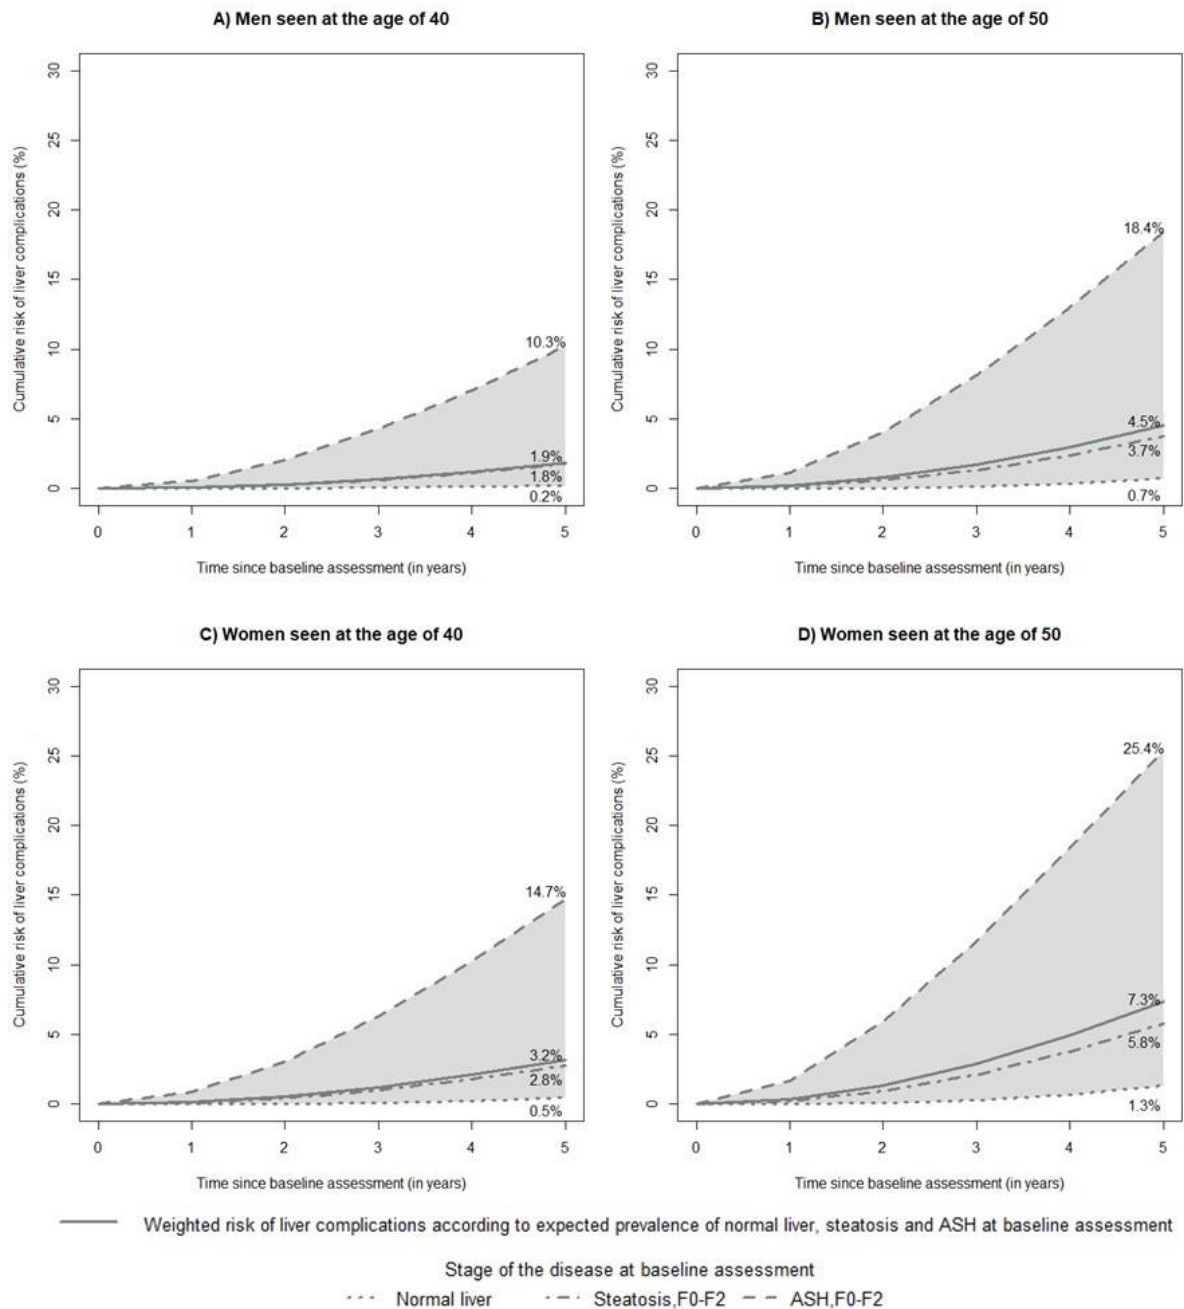 A) Men seen at the age of 40
Cumulative risk of liver complications (%)
30
25
20
15
10
5
0
10.3%
1.9%
1.8%
0.2%
0 1 2 3 4 5
Time since baseline assessment (in years)
B) Men seen at the age of 50
Cumulative risk of liver complications (%)
30
25
20
15
10
5
0
18.4%
4.5%
3.7%
0.7%
0 1 2 3 4 5
Time since baseline assessment (in years)
C) Women seen at the age of 40
Cumulative risk of liver complications (%)
30
25
20
15
10
5
0
14.7%
3.2%
2.8%
0.5%
0 1 2 3 4 5
Time since baseline assessment (in years)
D) Women seen at the age of 50
Cumulative risk of liver complications (%)
30
25
20
15
10
5
0
25.4%
7.3%
5.8%
1.3%
0 1 2 3 4 5
Time since baseline assessment (in years)
Weighted risk of liver complications according to expected prevalence of normal liver, steatosis and ASH at baseline assessment
Stage of the disease at baseline assessment
Normal liver Steatosis,F0-F2 ASH,F0-F2